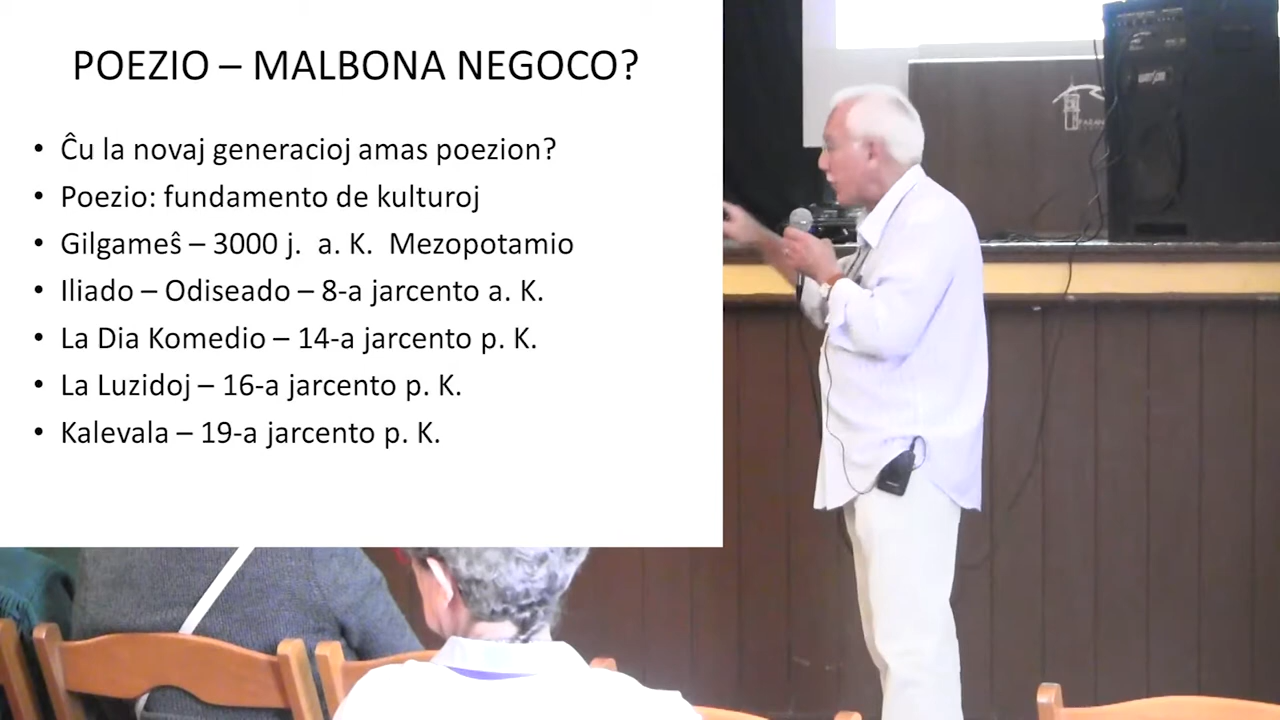 POEZIO – MALBONA NEGOCO?
• Ĉu la novaj generacioj amas poezion?
• Poezio: fundamento de kulturoj
• Gilgameŝ – 3000 j. a. K. Mezopotamio
• Iliado – Odiseado – 8-a jarcento a. K.
• La Dia Komedio – 14-a jarcento p. K.
• La Luzidoj – 16-a jarcento p. K.
• Kalevala – 19-a jarcento p. K.